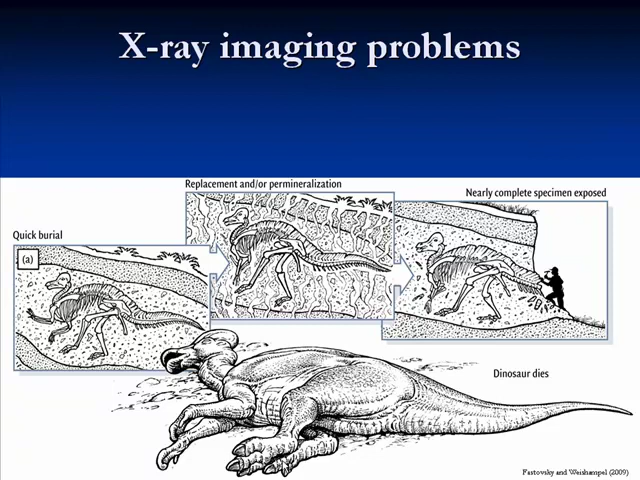 X-ray imaging problems
Replacement and/or permineralization
Nearly complete specimen exposed
Quick burial
(a)
Dinosaur dies
Fastovsky and Weishampel (2009)